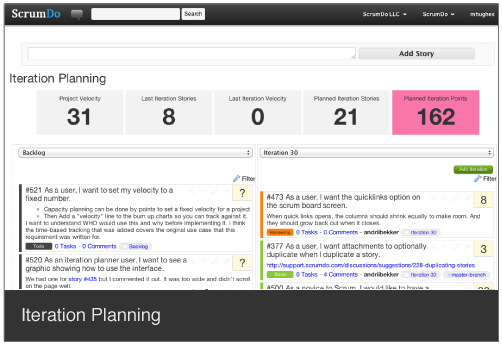 ScrumDo
Search
ScrumDo LLC
ScrumDo
mhughes
Add Story
Iteration Planning
Project Velocity
31
Last Iteration Stories
8
Last Iteration Velocity
0
Planned Iteration Stories
21
Planned Iteration Points
162
Backlog
Filter
#521 As a user, I want to set my velocity to a
fixed number.
?
Capacity planning can be done by points to set a fixed velocity for a project
Then Add a "velocity" line to the burn up charts so you can track against it.
I want to understand WHO would use this and why before implementing it. I think
the time-based tracking that was added covers the original use case that this
requirement was written for.
Todo 0 Tasks · 0 Comments Backlog
#520 As an iteration planner user, I want to see a
graphic showing how to use the interface.
?
We had one for story #435 but I commented it out. It was too wide and didn't scroll
on the page well.
Iteration 30
Add Iteration
Filter
#473 As a user, I want the quicklinks option on
the scrum board screen.
8
When quick links opens, the columns should shrink equally to make room. And
they should grow back out when it closes.
Reviewing 0 Tasks · 0 Comments · andriibekker Iteration 30
#377 As a user, I want attachments to optionally
duplicate when I duplicate a story.
3
http://support.scrumdo.com/discussions/suggestions/228-duplicating-stories
Done 0 Tasks · 4 Comments · andriibekker Iteration 30 master-branch
#500 As a novice to Scrum, I would like to have a
Iteration Planning